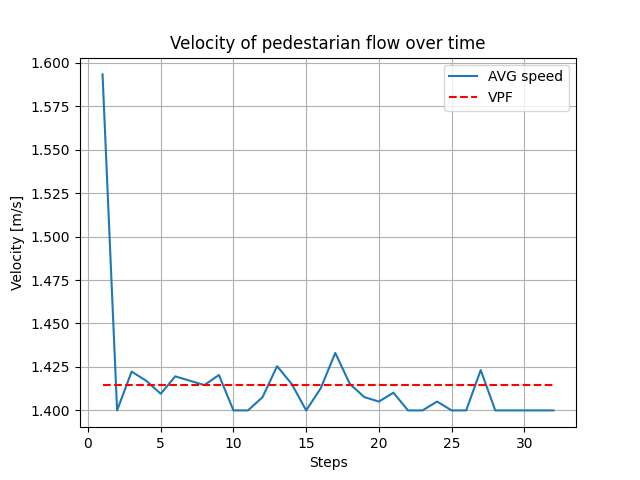 Velocity of pedestarian flow over time
AVG speed
VPF
Velocity [m/s]
1.600
1.575
1.550
1.525
1.500
1.475
1.450
1.425
1.400
0 5 10 15 20 25 30
Steps